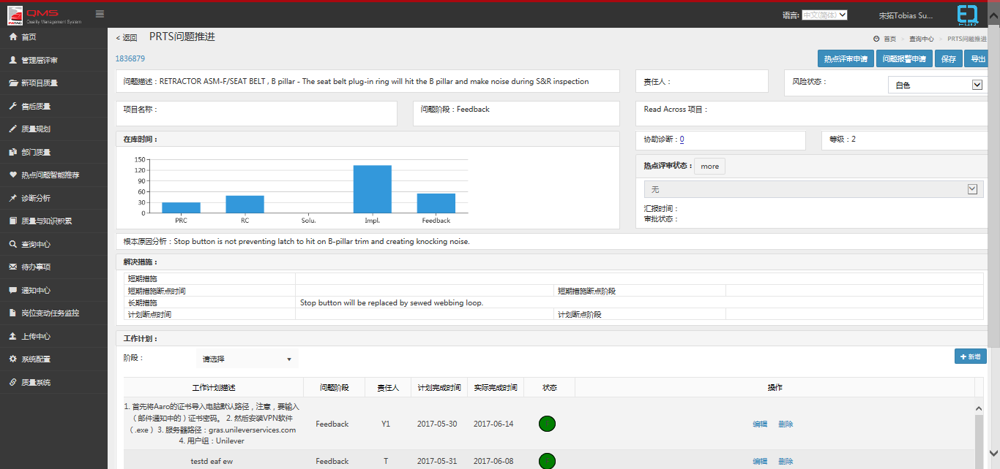 PATAC QMS
Quality Management System
语言: 中文(简体)
宋拓Tobias Su...
首页
管理层评审
新项目质量
售后质量
质量规划
部门质量
热点问题智能推荐
诊断分析
质量与知识积累
查询中心
待办事项
通知中心
岗位变动任务监控
上传中心
系统配置
质量系统
< 返回 PRTS问题推进
首页 查询中心 PRTS问题推进
1836879
热点评审申请 问题报警申请 保存 导出
问题描述：RETRACTOR ASM-F/SEAT BELT , B pillar - The seat belt plug-in ring will hit the B pillar and make noise during S&R inspection
责任人：
风险状态： 白色
项目名称：
问题阶段：Feedback
Read Across 项目：
在库时间：
150
120
90
60
30
0
PRC RC Solu. Impl. Feedback
协助诊断：0
等级：2
热点评审状态： more
无
汇报时间：
审批状态：
根本原因分析：Stop button is not preventing latch to hit on B-pillar trim and creating knocking noise.
解决措施：
短期措施
短期措施断点时间 短期措施断点阶段
长期措施 Stop button will be replaced by sewed webbing loop.
计划断点时间 计划断点阶段
工作计划：
阶段： 请选择
+ 新增
工作计划描述 问题阶段 责任人 计划完成时间 实际完成时间 状态 操作
1. 首先将Aaro的证书导入电脑默认路径，注意，要输入
（邮件通知中的）证书密码。 2. 然后安装VPN软件
（.exe） 3. 服务器路径：gras.unileverservices.com
4. 用户组：Unilever
Feedback Y1 2017-05-30 2017-06-14 编辑 删除
testd eaf ew Feedback T 2017-05-31 2017-06-08 编辑 删除